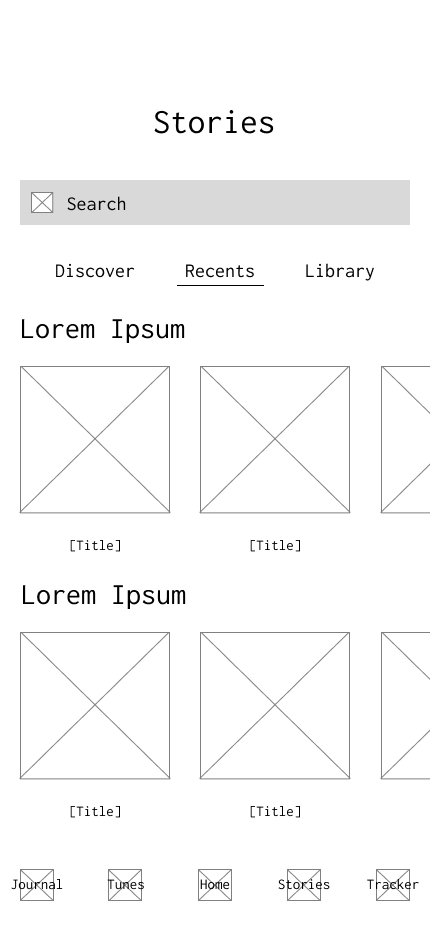 Stories
Search
Discover Recents Library
Lorem Ipsum
[Title] [Title]
Lorem Ipsum
[Title] [Title]
Journal Tunes Home Stories Tracker